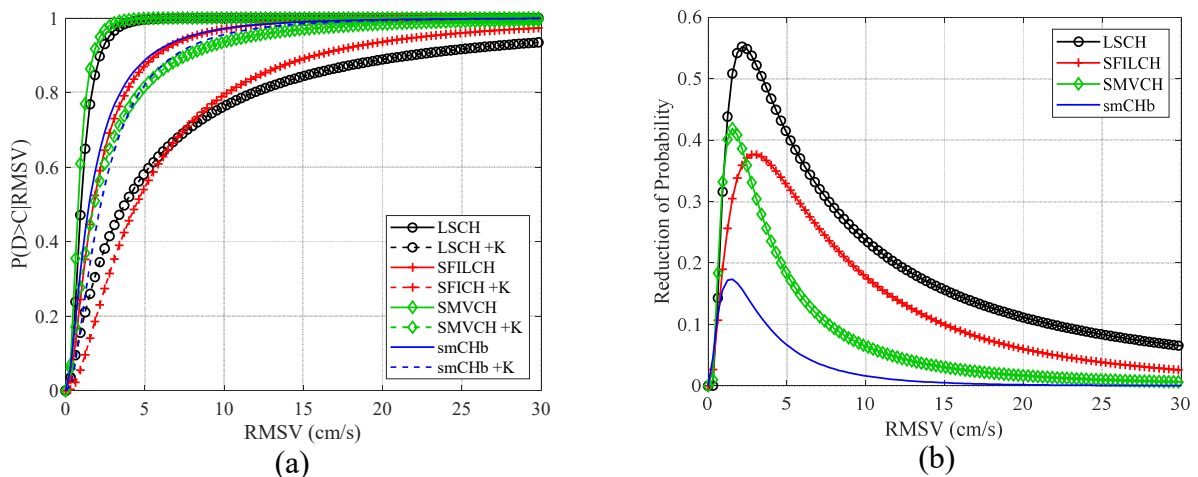 1
0.8
0.6
0.4
0.2
0
P(D>C|RMSV)
0 5 10 15 20 25 30
RMSV (cm/s)
LSCH
LSCH +K
SFILCH
SFICH +K
SMVCH
SMVCH +K
smCHb
smCHb +K
(a)
0.6
0.5
0.4
0.3
0.2
0.1
0
Reduction of Probability
0 5 10 15 20 25 30
RMSV (cm/s)
LSCH
SFILCH
SMVCH
smCHb
(b)